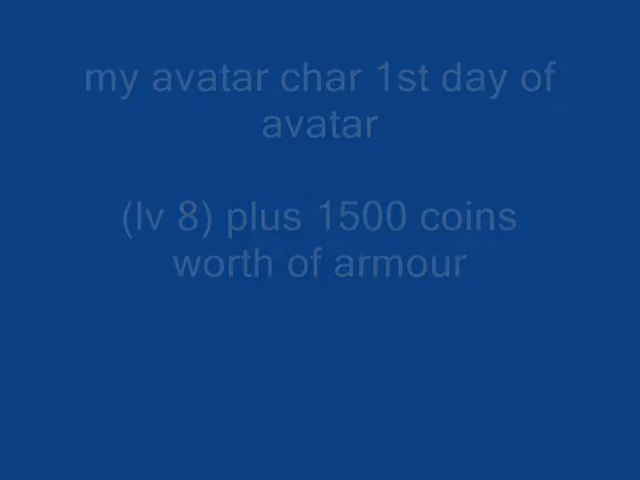 my avatar char 1st day of
avatar
(lv 8) plus 1500 coins
worth of armour